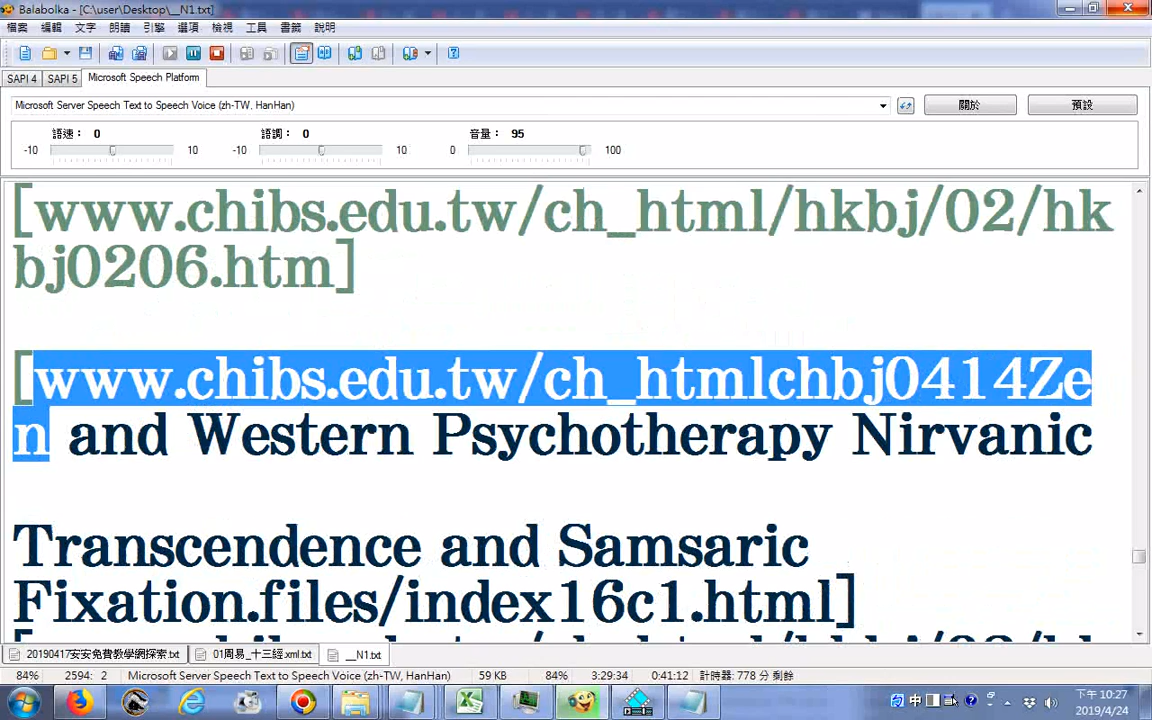 Balabolka - [C:\user\Desktop\__N1.txt]
檔案 編輯 文字 朗讀 引擎 選項 檢視 工具 書籤 說明
SAPI 4 SAPI 5 Microsoft Speech Platform
Microsoft Server Speech Text to Speech Voice (zh-TW, HanHan)
關於 預設
語速： 0 語調： 0 音量： 95
-10 10 -10 10 0 100
[www.chibs.edu.tw/ch_html/hkbj/02/hk
bj0206.htm]
[www.chibs.edu.tw/ch_htmlchbj0414Ze
n and Western Psychotherapy Nirvanic
Transcendence and Samsaric
Fixation.files/index16c1.html]
20190417安安免費教學網探索.txt 01周易_十三經.xml.txt __N1.txt
84% 2594: 2 Microsoft Server Speech Text to Speech Voice (zh-TW, HanHan) 59 KB 84% 3:29:34 0:41:12 計時器: 778 分 剩餘
中 下午 10:27
2019/4/24